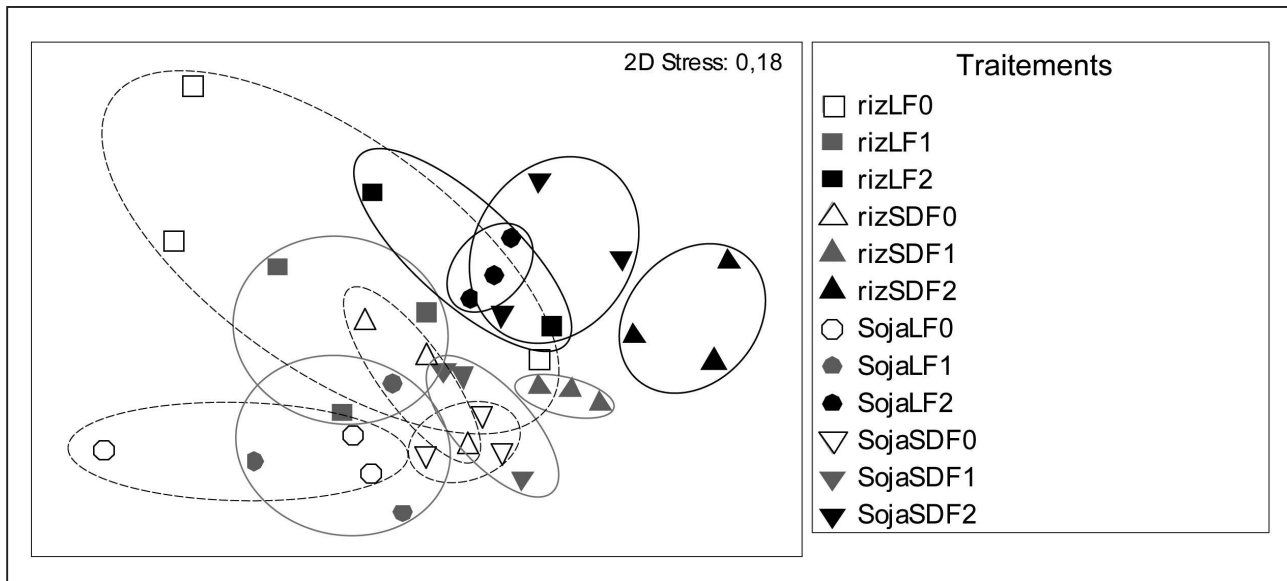 2D Stress: 0,18
Traitements
rizLF0
rizLF1
rizLF2
rizSDF0
rizSDF1
rizSDF2
SojaLF0
SojaLF1
SojaLF2
SojaSDF0
SojaSDF1
SojaSDF2